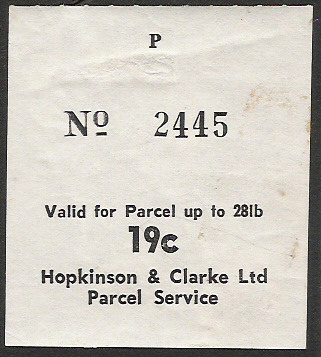 P
Nº 2445
Valid for Parcel up to 28lb
19c
Hopkinson & Clarke Ltd
Parcel Service